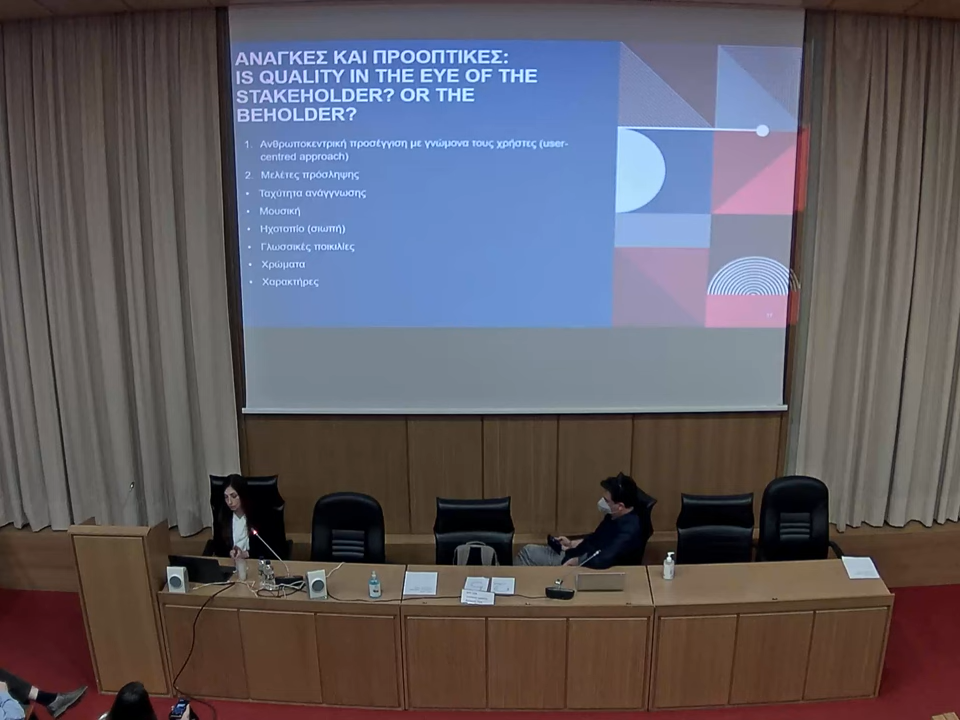 ΑΝΑΓΚΕΣ ΚΑΙ ΠΡΟΟΠΤΙΚΕΣ:
IS QUALITY IN THE EYE OF THE
STAKEHOLDER? OR THE
BEHOLDER?
1. Ανθρωποκεντρική προσέγγιση με γνώμονα τους χρήστες (user-
centred approach)
2. Μελέτες πρόσληψης
• Ταχύτητα ανάγνωσης
• Μουσική
• Ηχοτοπίο (σιωπή)
• Γλωσσικές ποικιλίες
• Χρώματα
• Χαρακτήρες